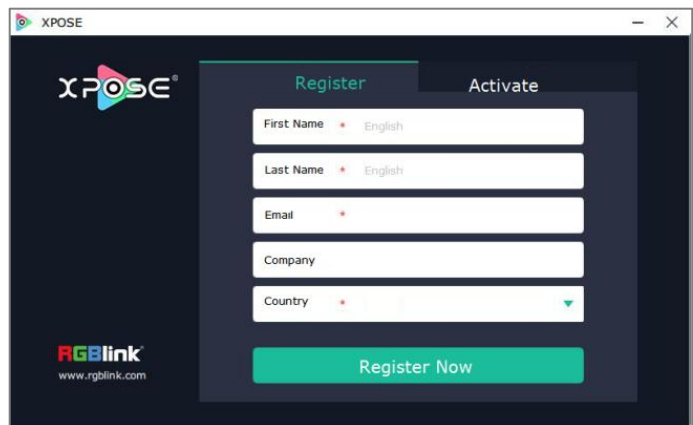 XPOSE
XPOSE®
Register
Activate
First Name * English
Last Name * English
Email *
Company
Country *
RGBlink®
www.rgblink.com
Register Now